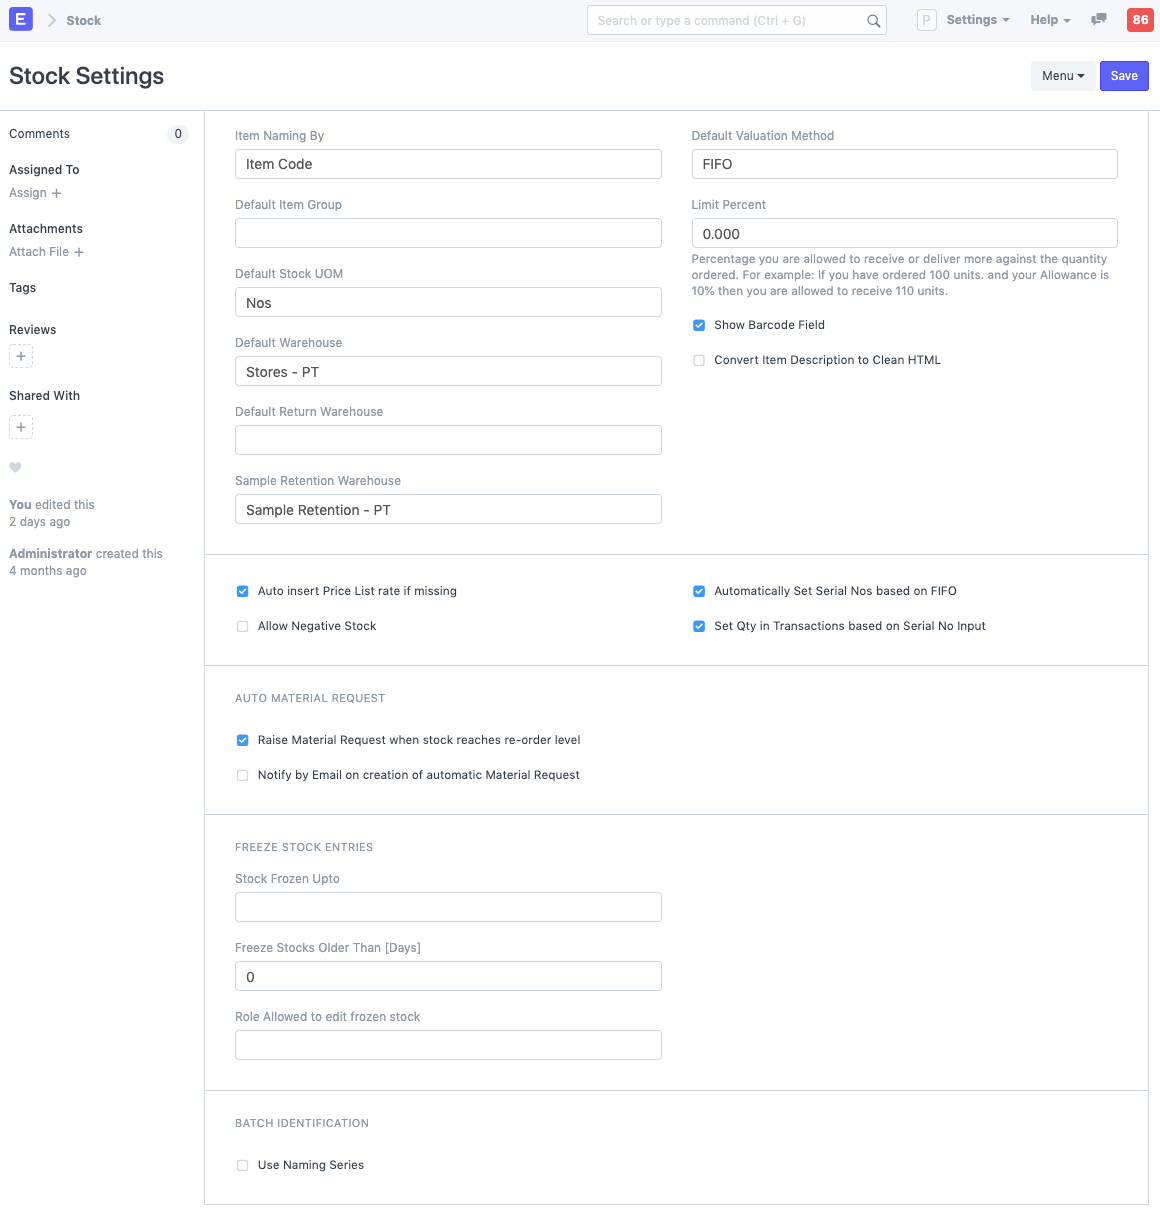 E Stock Search or type a command (Ctrl + G) P Settings Help 86
Stock Settings Menu Save
Comments 0
Assigned To
Assign +
Attachments
Attach File +
Tags
Reviews
+
Shared With
+
You edited this
2 days ago
Administrator created this
4 months ago
Item Naming By
Item Code
Default Item Group
Default Stock UOM
Nos
Default Warehouse
Stores - PT
Default Return Warehouse
Sample Retention Warehouse
Sample Retention - PT
Default Valuation Method
FIFO
Limit Percent
0.000
Percentage you are allowed to receive or deliver more against the quantity
ordered. For example: If you have ordered 100 units. and your Allowance is
10% then you are allowed to receive 110 units.
Show Barcode Field
Convert Item Description to Clean HTML
Auto insert Price List rate if missing
Allow Negative Stock
Automatically Set Serial Nos based on FIFO
Set Qty in Transactions based on Serial No Input
AUTO MATERIAL REQUEST
Raise Material Request when stock reaches re-order level
Notify by Email on creation of automatic Material Request
FREEZE STOCK ENTRIES
Stock Frozen Upto
Freeze Stocks Older Than [Days]
0
Role Allowed to edit frozen stock
BATCH IDENTIFICATION
Use Naming Series